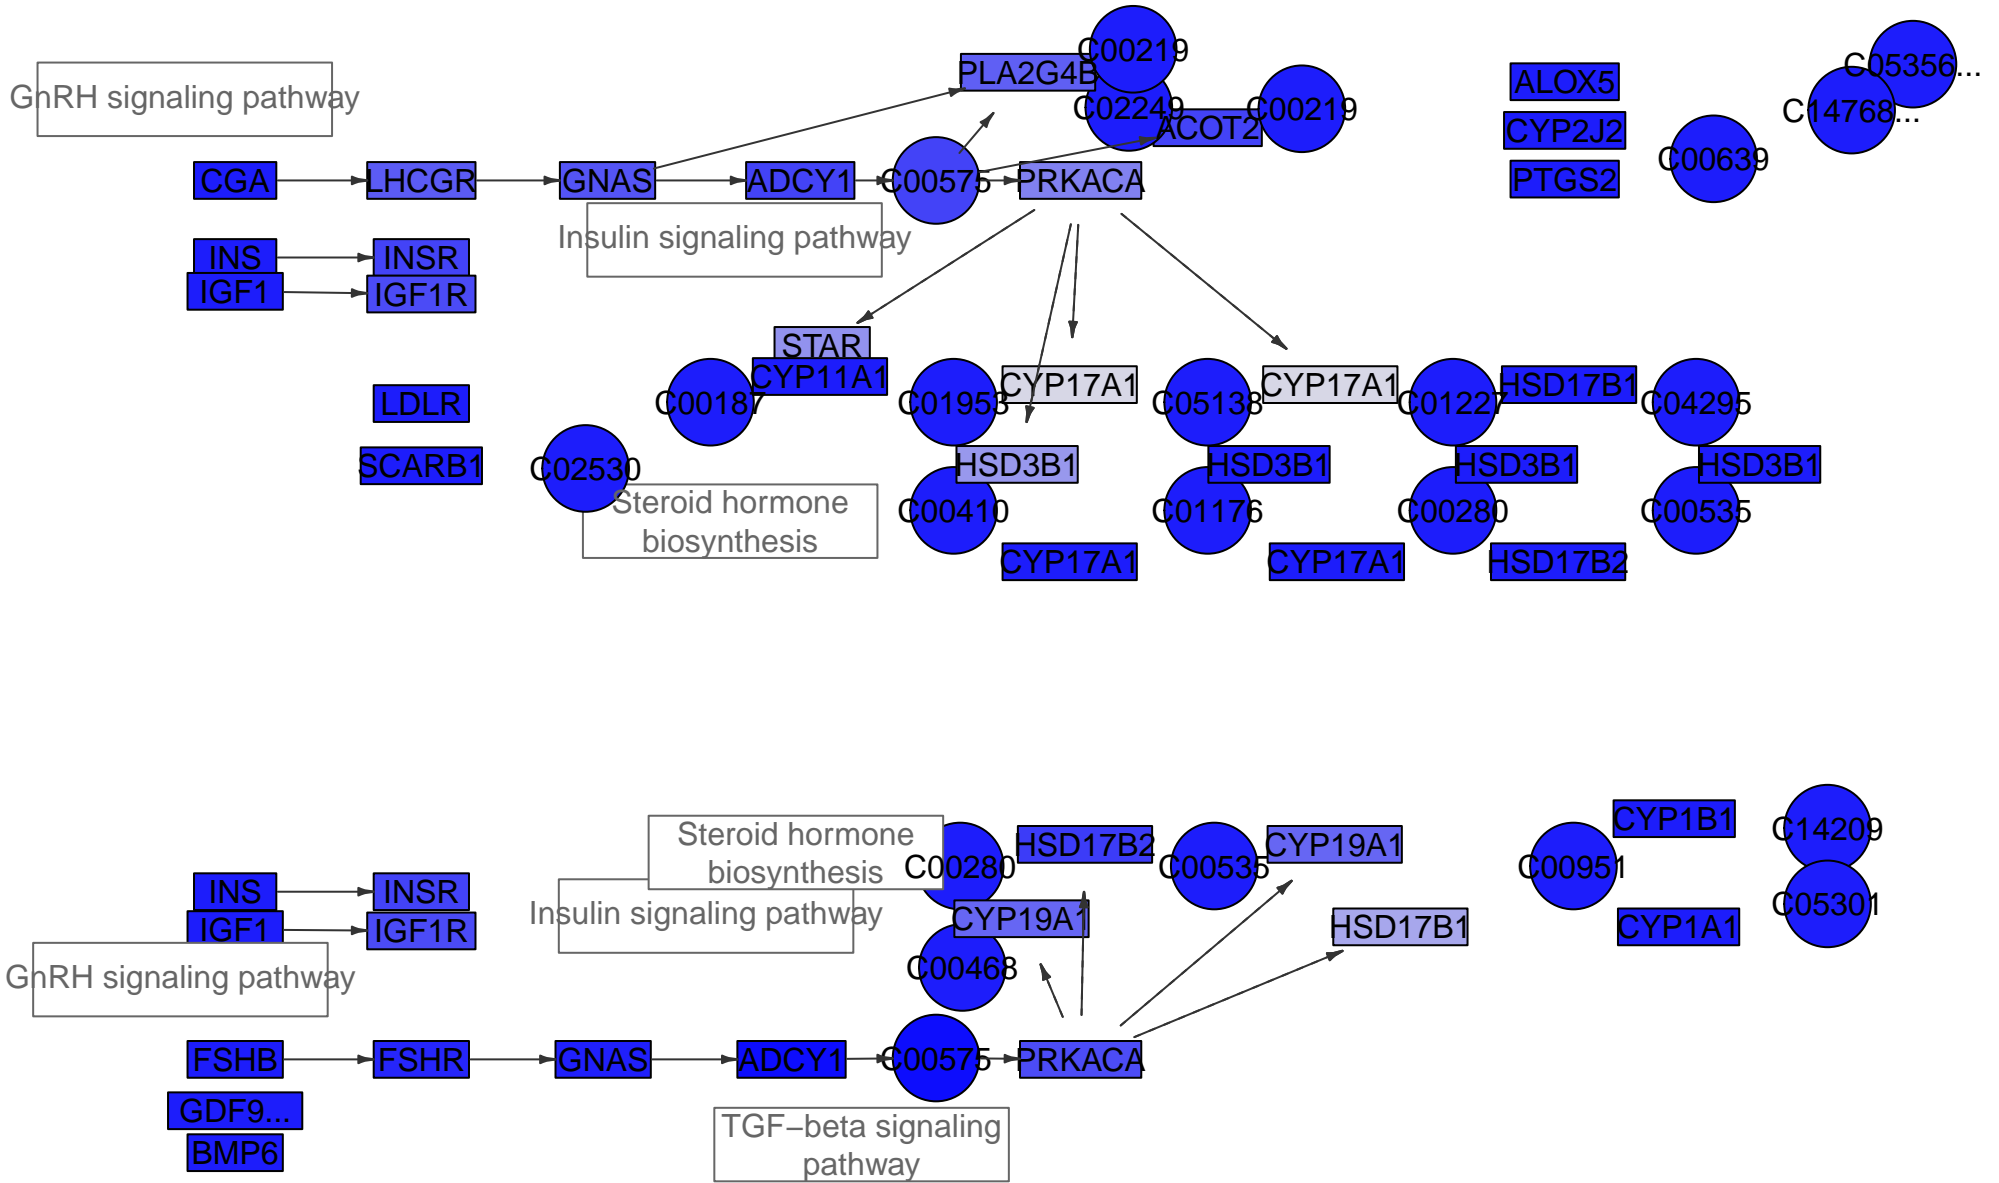 C00219
C05356...
PLA2G4B
ALOX5
GnRH signaling pathway
C02249
C00219
C14768...
ACOT2
CYP2J2
C00639
CGA
LHCGR
GNAS
ADCY1
C00575
PRKACA
PTGS2
Insulin signaling pathway
INS
INSR
IGF1
IGF1R
STAR
CYP11A1
CYP17A1
CYP17A1
HSD17B1
LDLR
C00187
C01953
C05138
C01227
C04295
SCARB1
C02530
HSD3B1
HSD3B1
HSD3B1
HSD3B1
Steroid hormone
biosynthesis
C00410
C01176
C00280
C00535
CYP17A1
CYP17A1
HSD17B2
CYP1B1
C14209
Steroid hormone
biosynthesis
HSD17B2
CYP19A1
C00280
C00535
C00951
INS
INSR
C05301
Insulin signaling pathway
CYP19A1
HSD17B1
CYP1A1
IGF1
IGF1R
GnRH signaling pathway
C00468
FSHB
FSHR
GNAS
ADCY1
C00575
PRKACA
GDF9...
TGF−beta signaling
pathway
BMP6